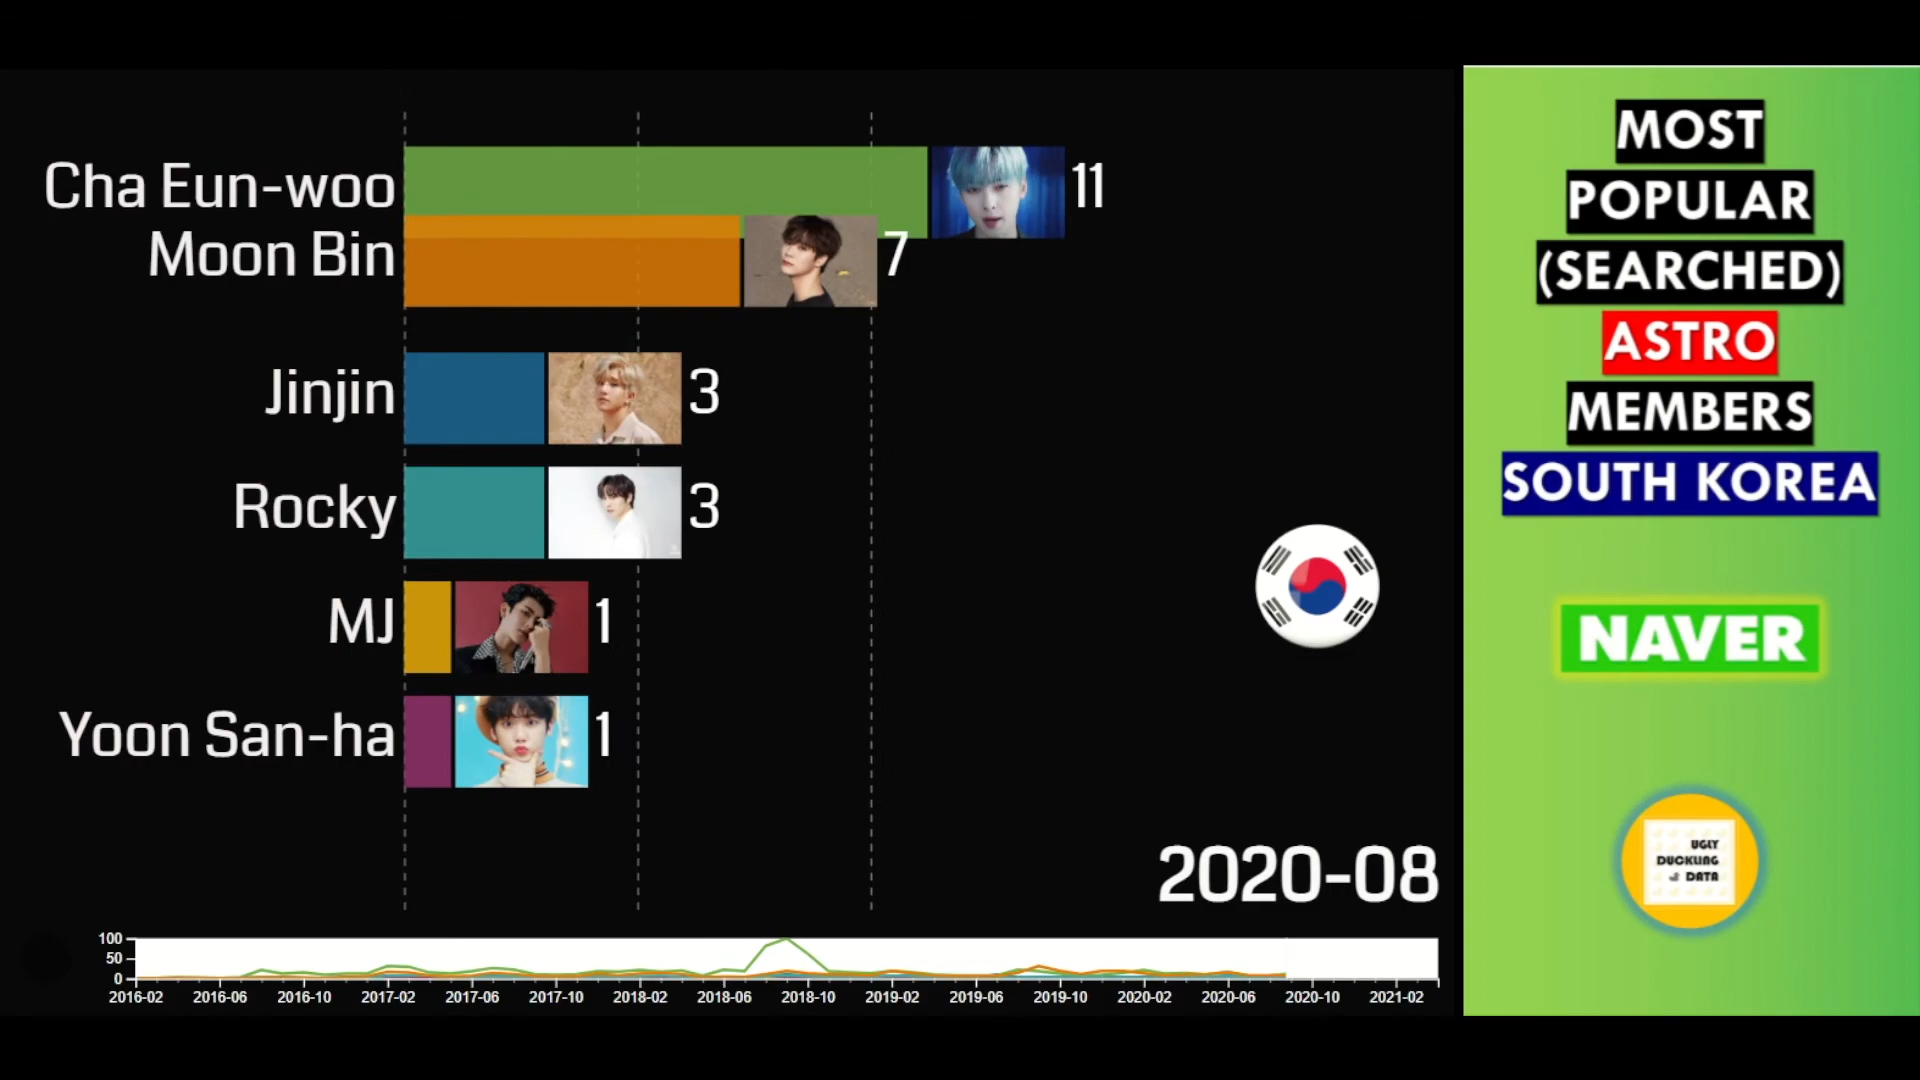 Cha Eun-woo 11
Moon Bin 7
Jinjin 3
Rocky 3
MJ 1
Yoon San-ha 1
2020-08
100
50
0
2016-02 2016-06 2016-10 2017-02 2017-06 2017-10 2018-02 2018-06 2018-10 2019-02 2019-06 2019-10 2020-02 2020-06 2020-10 2021-02
MOST
POPULAR
(SEARCHED)
ASTRO
MEMBERS
SOUTH KOREA
NAVER
UGLY
DUCKLING
DATA